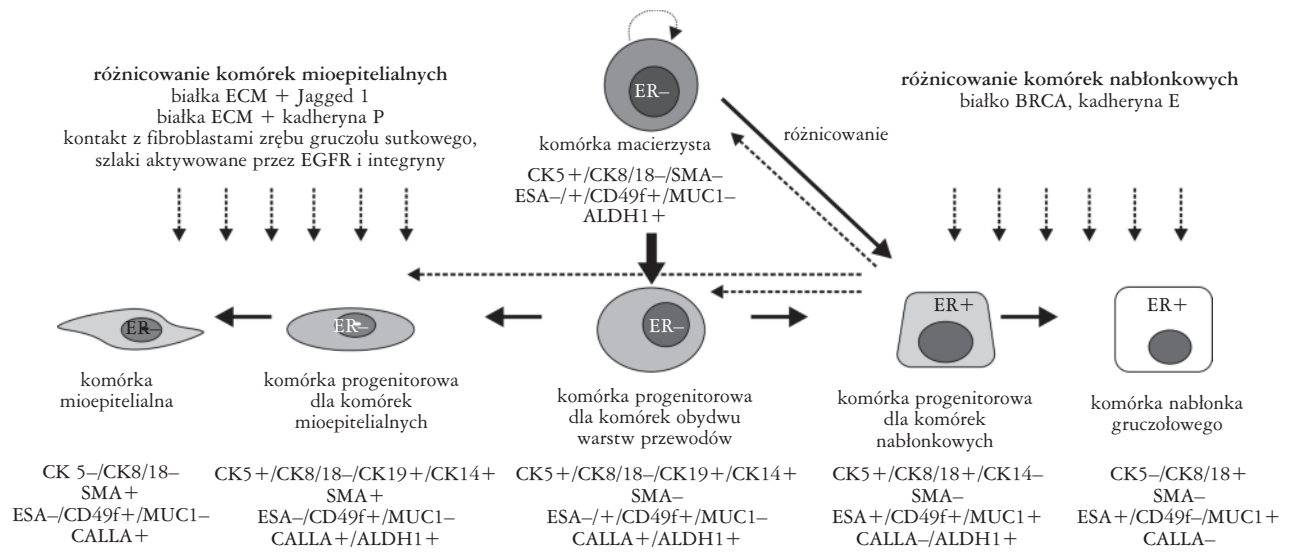 różnicowanie komórek mioepitelialnych
białka ECM + Jagged 1
białka ECM + kadheryna P
kontakt z fibroblastami zrębu gruczołu sutkowego,
szlaki aktywowane przez EGFR i integryny
ER–
komórka macierzysta
CK5+/CK8/18–/SMA–
ESA–/+/CD49f+/MUC1–
ALDH1+
różnicowanie
różnicowanie komórek nabłonkowych
białko BRCA, kadheryna E
ER–
komórka
mioepitelialna
CK 5–/CK8/18–
SMA+
ESA–/CD49f+/MUC1–
CALLA+
ER–
komórka progenitorowa
dla komórek
mioepitelialnych
CK5+/CK8/18–/CK19+/CK14+
SMA+
ESA–/CD49f+/MUC1–
CALLA+/ALDH1+
ER–
komórka progenitorowa
dla komórek obydwu
warstw przewodów
CK5+/CK8/18–/CK19+/CK14+
SMA–
ESA–/+/CD49f+/MUC1–
CALLA+/ALDH1+
ER+
komórka progenitorowa
dla komórek
nabłonkowych
CK5+/CK8/18+/CK14–
SMA–
ESA+/CD49f+/MUC1+
CALLA–/ALDH1+
ER+
komórka nabłonka
gruczołowego
CK5–/CK8/18+
SMA–
ESA+/CD49f–/MUC1+
CALLA–